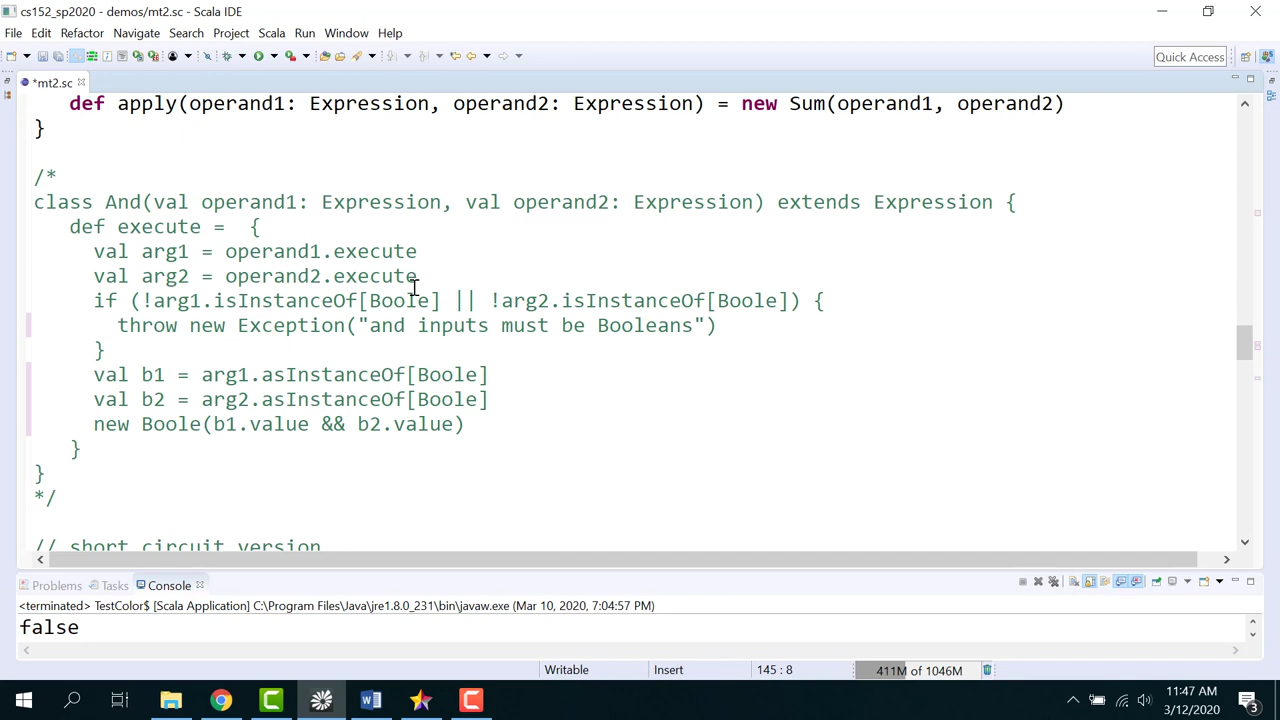 cs152_sp2020 - demos/mt2.sc - Scala IDE
File Edit Refactor Navigate Search Project Scala Run Window Help
Quick Access
*mt2.sc
def apply(operand1: Expression, operand2: Expression) = new Sum(operand1, operand2)
}
/*
class And(val operand1: Expression, val operand2: Expression) extends Expression {
def execute = {
val arg1 = operand1.execute
val arg2 = operand2.execute
if (!arg1.isInstanceOf[Boole] || !arg2.isInstanceOf[Boole]) {
throw new Exception("and inputs must be Booleans")
}
val b1 = arg1.asInstanceOf[Boole]
val b2 = arg2.asInstanceOf[Boole]
new Boole(b1.value && b2.value)
}
}
*/
// short circuit version
Problems Tasks Console
<terminated> TestColor$ [Scala Application] C:\Program Files\Java\jre1.8.0_231\bin\javaw.exe (Mar 10, 2020, 7:04:57 PM)
false
Writable Insert 145 : 8 411M of 1046M
11:47 AM
3/12/2020
3